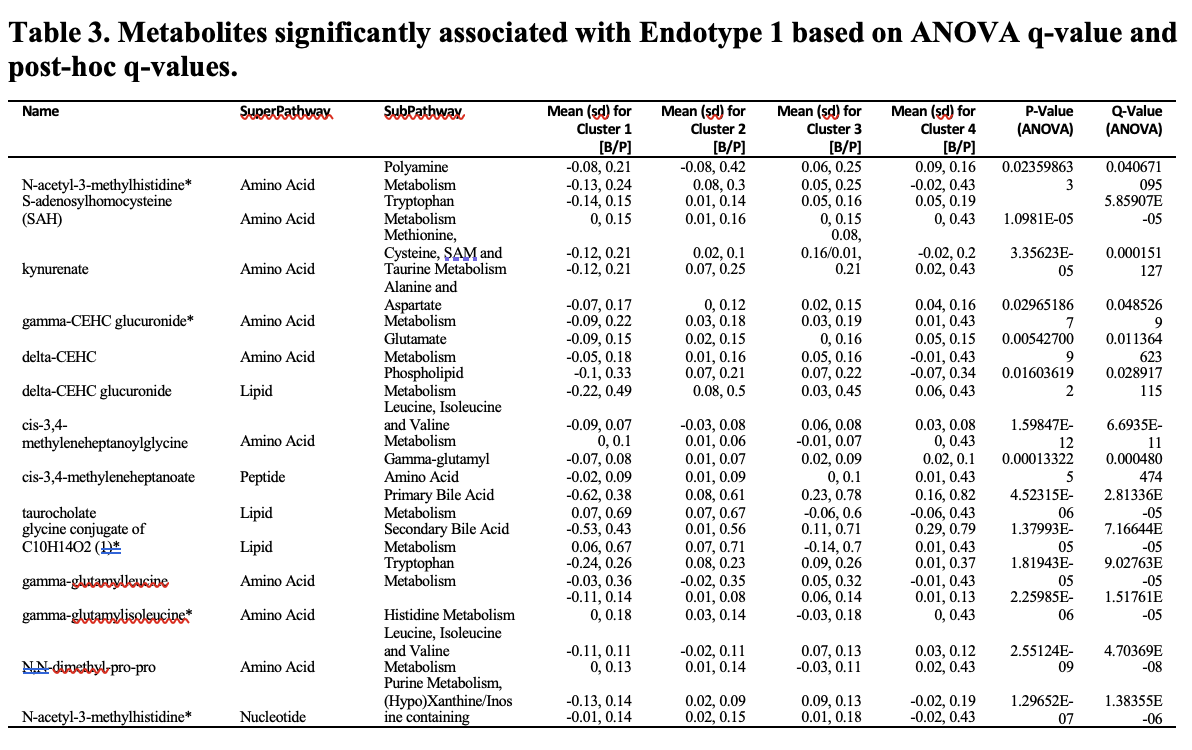 Table 3. Metabolites significantly associated with Endotype 1 based on ANOVA q-value and
post-hoc q-values.
Name SuperPathway SubPathway Mean (sd) for Mean (sd) for Mean (sd) for Mean (sd) for P-Value Q-Value
Cluster 1 Cluster 2 Cluster 3 Cluster 4 (ANOVA) (ANOVA)
[B/P] [B/P] [B/P] [B/P]
Polyamine -0.08, 0.21 -0.08, 0.42 0.06, 0.25 0.09, 0.16 0.02359863 0.040671
N-acetyl-3-methylhistidine* Amino Acid Metabolism -0.13, 0.24 0.08, 0.3 0.05, 0.25 -0.02, 0.43 3 095
S-adenosylhomocysteine Tryptophan -0.14, 0.15 0.01, 0.14 0.05, 0.16 0.05, 0.19 5.85907E
(SAH) Amino Acid Metabolism 0, 0.15 0.01, 0.16 0, 0.15 0, 0.43 1.0981E-05 -05
Methionine, 0.08,
Cysteine, SAM and -0.12, 0.21 0.02, 0.1 0.16/0.01, -0.02, 0.2 3.35623E- 0.000151
kynurenate Amino Acid Taurine Metabolism -0.12, 0.21 0.07, 0.25 0.21 0.02, 0.43 05 127
Alanine and
Aspartate -0.07, 0.17 0, 0.12 0.02, 0.15 0.04, 0.16 0.02965186 0.048526
gamma-CEHC glucuronide* Amino Acid Metabolism -0.09, 0.22 0.03, 0.18 0.03, 0.19 0.01, 0.43 7 9
Glutamate -0.09, 0.15 0.02, 0.15 0, 0.16 0.05, 0.15 0.00542700 0.011364
delta-CEHC Amino Acid Metabolism -0.05, 0.18 0.01, 0.16 0.05, 0.16 -0.01, 0.43 9 623
Phospholipid -0.1, 0.33 0.07, 0.21 0.07, 0.22 -0.07, 0.34 0.01603619 0.028917
delta-CEHC glucuronide Lipid Metabolism -0.22, 0.49 0.08, 0.5 0.03, 0.45 0.06, 0.43 2 115
Leucine, Isoleucine
cis-3,4- and Valine -0.09, 0.07 -0.03, 0.08 0.06, 0.08 0.03, 0.08 1.59847E- 6.6935E-
methyleneheptanoylglycine Amino Acid Metabolism 0, 0.1 0.01, 0.06 -0.01, 0.07 0, 0.43 12 11
Gamma-glutamyl -0.07, 0.08 0.01, 0.07 0.02, 0.09 0.02, 0.1 0.00013322 0.000480
cis-3,4-methyleneheptanoate Peptide Amino Acid -0.02, 0.09 0.01, 0.09 0, 0.1 0.01, 0.43 5 474
Primary Bile Acid -0.62, 0.38 0.08, 0.61 0.23, 0.78 0.16, 0.82 4.52315E- 2.81336E
taurocholate Lipid Metabolism 0.07, 0.69 0.07, 0.67 -0.06, 0.6 -0.06, 0.43 06 -05
glycine conjugate of Secondary Bile Acid -0.53, 0.43 0.01, 0.56 0.11, 0.71 0.29, 0.79 1.37993E- 7.16644E
C10H14O2 (1)* Lipid Metabolism 0.06, 0.67 0.07, 0.71 -0.14, 0.7 0.01, 0.43 05 -05
Tryptophan -0.24, 0.26 0.08, 0.23 0.09, 0.26 0.01, 0.37 1.81943E- 9.02763E
gamma-glutamylleucine Amino Acid Metabolism -0.03, 0.36 -0.02, 0.35 0.05, 0.32 -0.01, 0.43 05 -05
-0.11, 0.14 0.01, 0.08 0.06, 0.14 0.01, 0.13 2.25985E- 1.51761E
gamma-glutamylisoleucine* Amino Acid Histidine Metabolism 0, 0.18 0.03, 0.14 -0.03, 0.18 0, 0.43 06 -05
Leucine, Isoleucine
and Valine -0.11, 0.11 -0.02, 0.11 0.07, 0.13 0.03, 0.12 2.55124E- 4.70369E
N,N-dimethyl-pro-pro Amino Acid Metabolism 0, 0.13 0.01, 0.14 -0.03, 0.11 0.02, 0.43 09 -08
Purine Metabolism,
(Hypo)Xanthine/Inos -0.13, 0.14 0.02, 0.09 0.09, 0.13 -0.02, 0.19 1.29652E- 1.38355E
N-acetyl-3-methylhistidine* Nucleotide ine containing -0.01, 0.14 0.02, 0.15 0.01, 0.18 -0.02, 0.43 07 -06